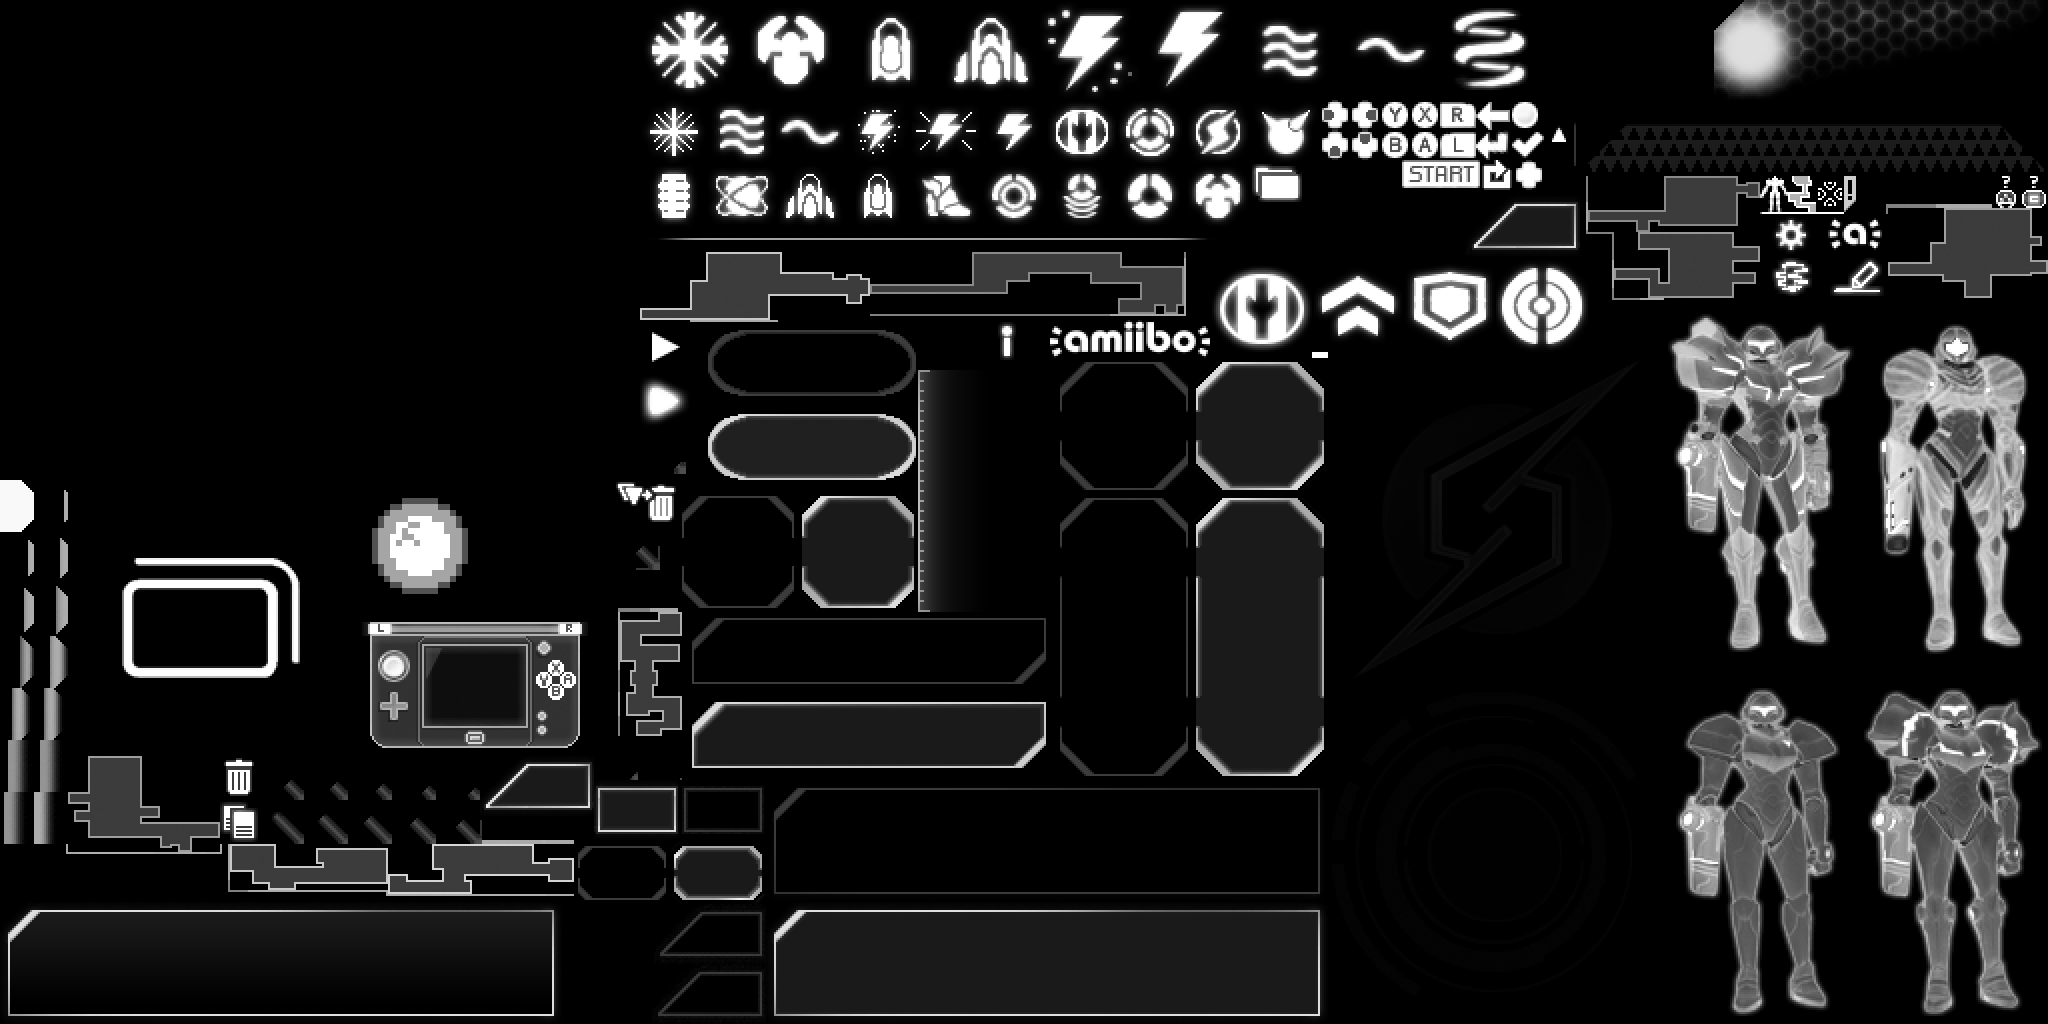 Y X R
B A L
START
? ?
a
amiibo
L R
X
Y A
B